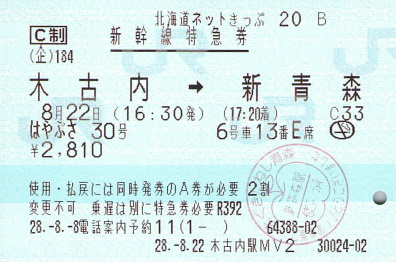 北海道ネットきっぷ 20 B
C制 新幹線特急券
(企)184
木古内 → 新青森
8月22日 (16:30発) (17:20着) C33
はやぶさ 30号 6号車13番E席
¥2,810
使用・払戻には同時発券のA券が必要 2割
変更不可 乗遅は別に特急券必要R392
28.-8.-8電話案内予約11(1- ) 64388-02
28.-8.22 木古内駅MV2 30024-02